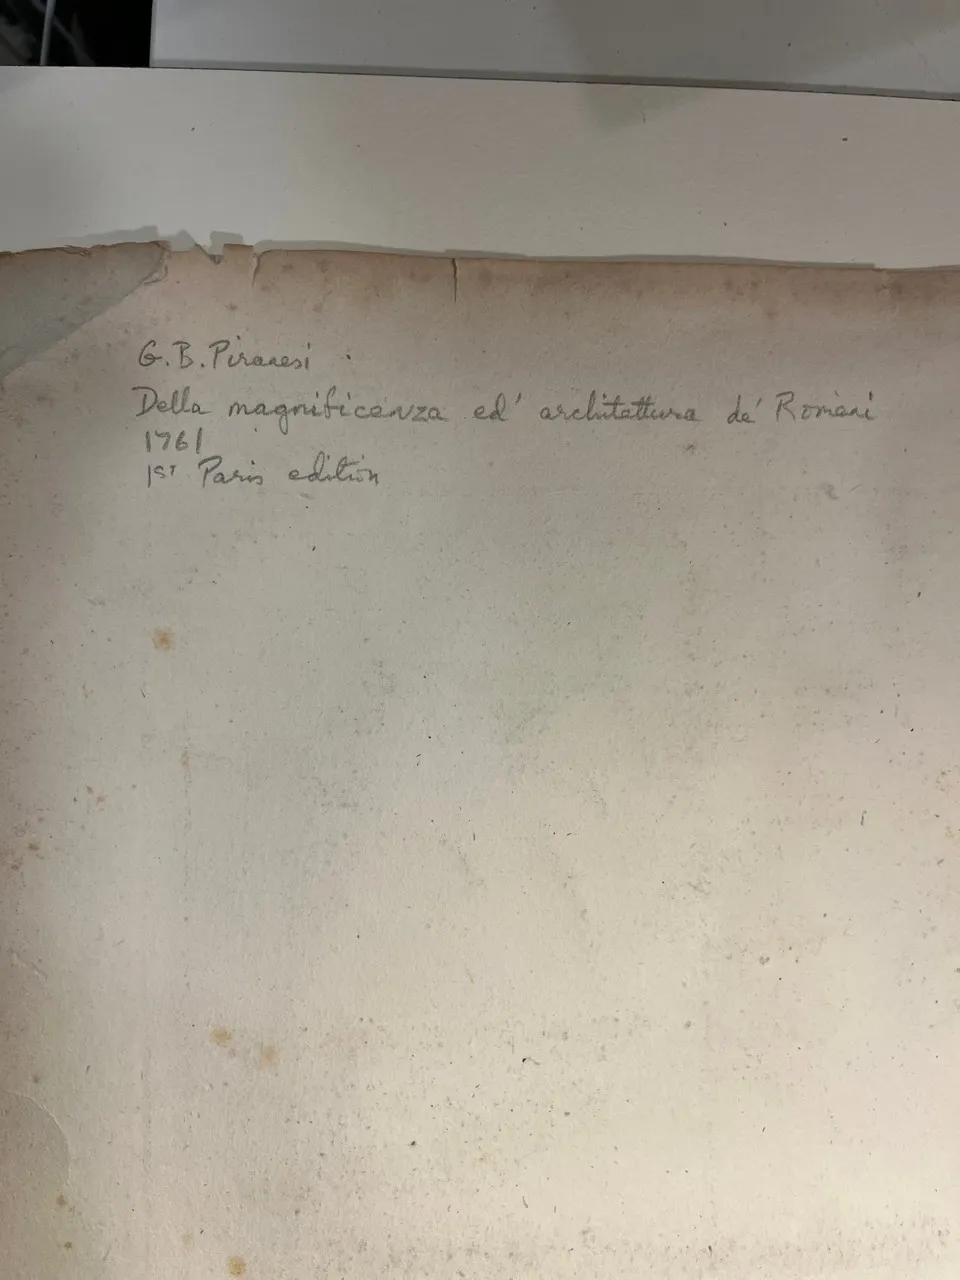 G. B. Piranesi
Della magnificenza ed' architettura de' Romani
1761
1ST Paris edition